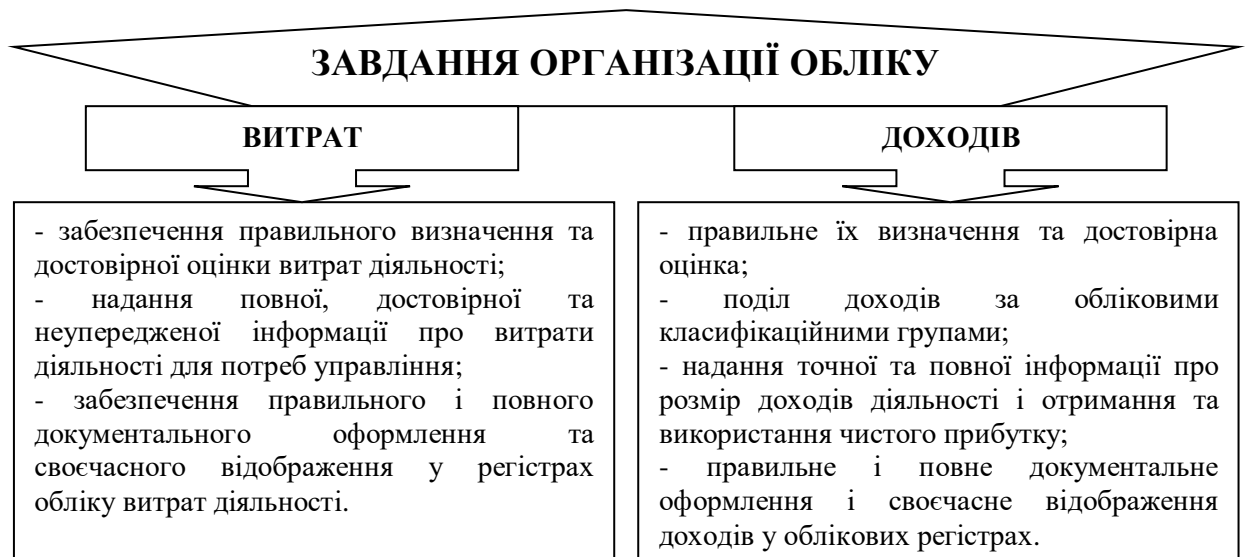 ЗАВДАННЯ ОРГАНІЗАЦІЇ ОБЛІКУ
ВИТРАТ
ДОХОДІВ
- забезпечення правильного визначення та
достовірної оцінки витрат діяльності;
- надання повної, достовірної та
неупередженої інформації про витрати
діяльності для потреб управління;
- забезпечення правильного і повного
документального оформлення та
своєчасного відображення у регістрах
обліку витрат діяльності.
- правильне їх визначення та достовірна
оцінка;
- поділ доходів за обліковими
класифікаційними групами;
- надання точної та повної інформації про
розмір доходів діяльності і отримання та
використання чистого прибутку;
- правильне і повне документальне
оформлення і своєчасне відображення
доходів у облікових регістрах.